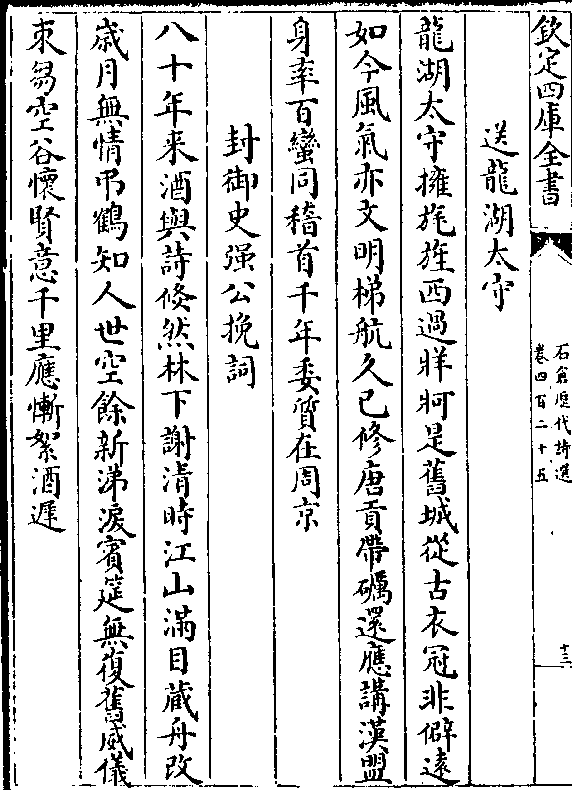 欽定四庫全書
石倉歷代詩選
卷四百二十五
十三
送龍湖太守
龍湖太守擁旄旌西過牂牁是舊城從古衣冠非僻遠
如今風氣亦文明梯航久已修唐貢帶礪還應講漢盟
身率百蠻同稽首千年委質在周京
封御史强公挽詞
八十年来酒與詩倐然林下謝清時江山滿目藏舟改
歲月無情弔鶴知人世空餘新涕淚賓筵無復舊威儀
束芻空谷懷賢意千里應慚絮酒遲